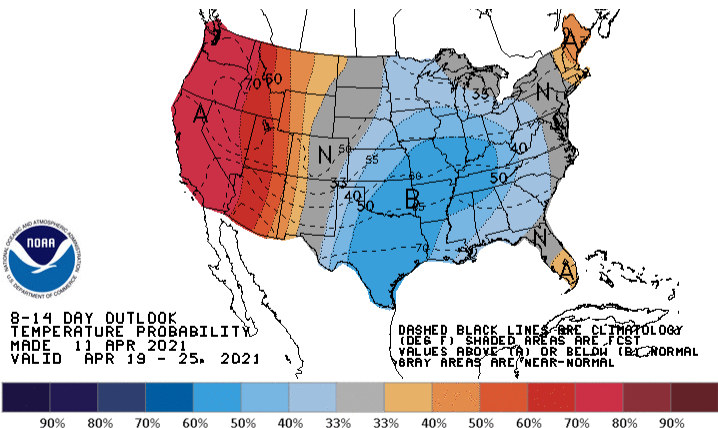 70 60
A
A
N
35
N
50
55
60
40
33
40
50
B
65
50
70
N
A
NATIONAL OCEANIC AND ATMOSPHERIC ADMINISTRATION
NOAA
U.S. DEPARTMENT OF COMMERCE
8-14 DAY OUTLOOK
TEMPERATURE PROBABILITY
MADE 11 APR 2021
VALID APR 19 - 25, 2021
DASHED BLACK LINES ARE CLIMATOLOGY
(DEG F) SHADED AREAS ARE FCST
VALUES ABOVE (A) OR BELOW (B) NORMAL
GRAY AREAS ARE NEAR-NORMAL
90% 80% 70% 60% 50% 40% 33% 33% 40% 50% 60% 70% 80% 90%